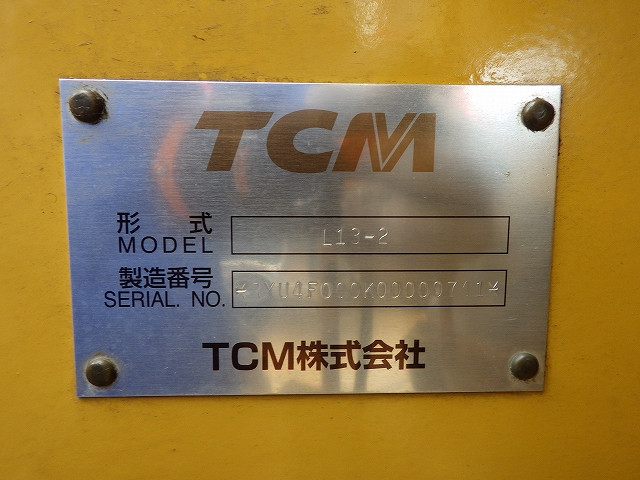 TCM
形 式 L13-2
MODEL
製造番号
SERIAL. NO.
TCM株式会社